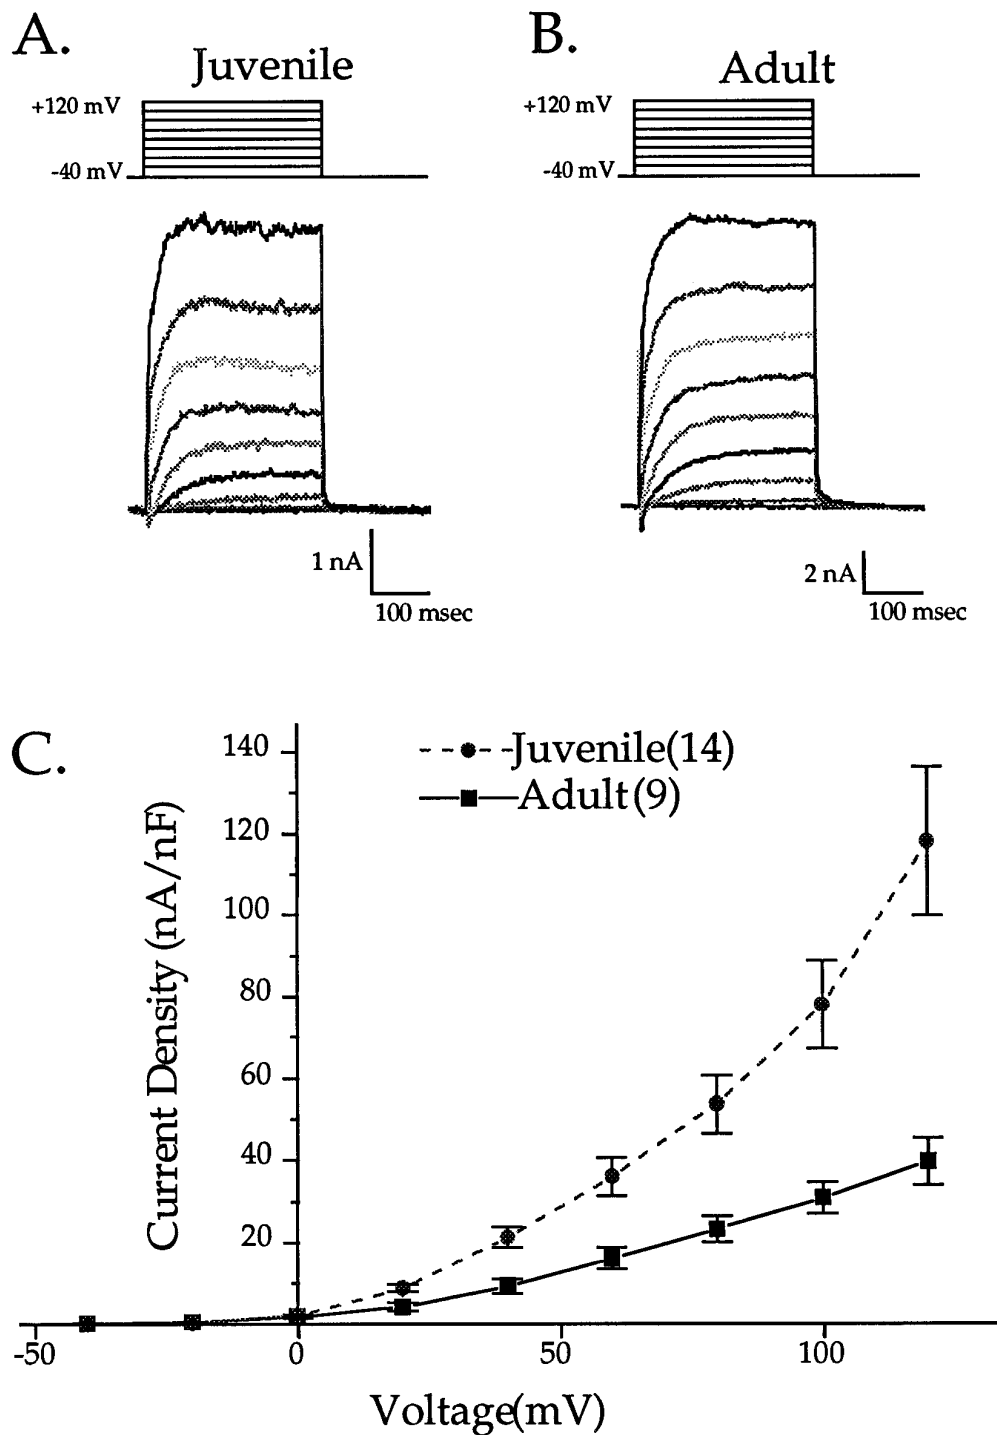 A.
Juvenile
+120 mV
-40 mV
1 nA
100 msec
B.
Adult
+120 mV
-40 mV
2 nA
100 msec
C.
Juvenile(14)
Adult(9)
Current Density (nA/nF)
140
120
100
80
60
40
20
-50
0
50
100
Voltage(mV)